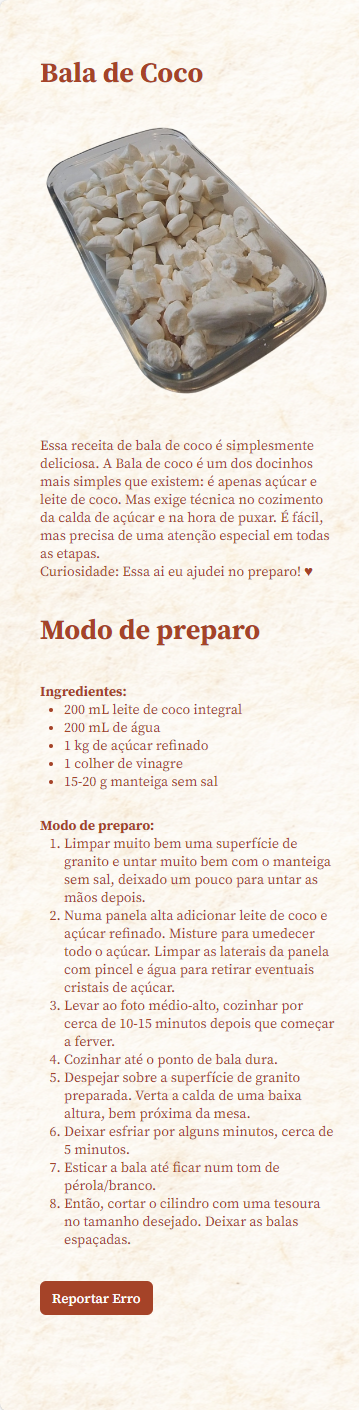 Bala de Coco
Essa receita de bala de coco é simplesmente
deliciosa. A Bala de coco é um dos docinhos
mais simples que existem: é apenas açúcar e
leite de coco. Mas exige técnica no cozimento
da calda de açúcar e na hora de puxar. É fácil,
mas precisa de uma atenção especial em todas
as etapas.
Curiosidade: Essa ai eu ajudei no preparo! ♥
Modo de preparo
Ingredientes:
• 200 mL leite de coco integral
• 200 mL de água
• 1 kg de açúcar refinado
• 1 colher de vinagre
• 15-20 g manteiga sem sal
Modo de preparo:
1. Limpar muito bem uma superfície de
granito e untar muito bem com o manteiga
sem sal, deixado um pouco para untar as
mãos depois.
2. Numa panela alta adicionar leite de coco e
açúcar refinado. Misture para umedecer
todo o açúcar. Limpar as laterais da panela
com pincel e água para retirar eventuais
cristais de açúcar.
3. Levar ao foto médio-alto, cozinhar por
cerca de 10-15 minutos depois que começar
a ferver.
4. Cozinhar até o ponto de bala dura.
5. Despejar sobre a superfície de granito
preparada. Verta a calda de uma baixa
altura, bem próxima da mesa.
6. Deixar esfriar por alguns minutos, cerca de
5 minutos.
7. Esticar a bala até ficar num tom de
pérola/branco.
8. Então, cortar o cilindro com uma tesoura
no tamanho desejado. Deixar as balas
espaçadas.
Reportar Erro